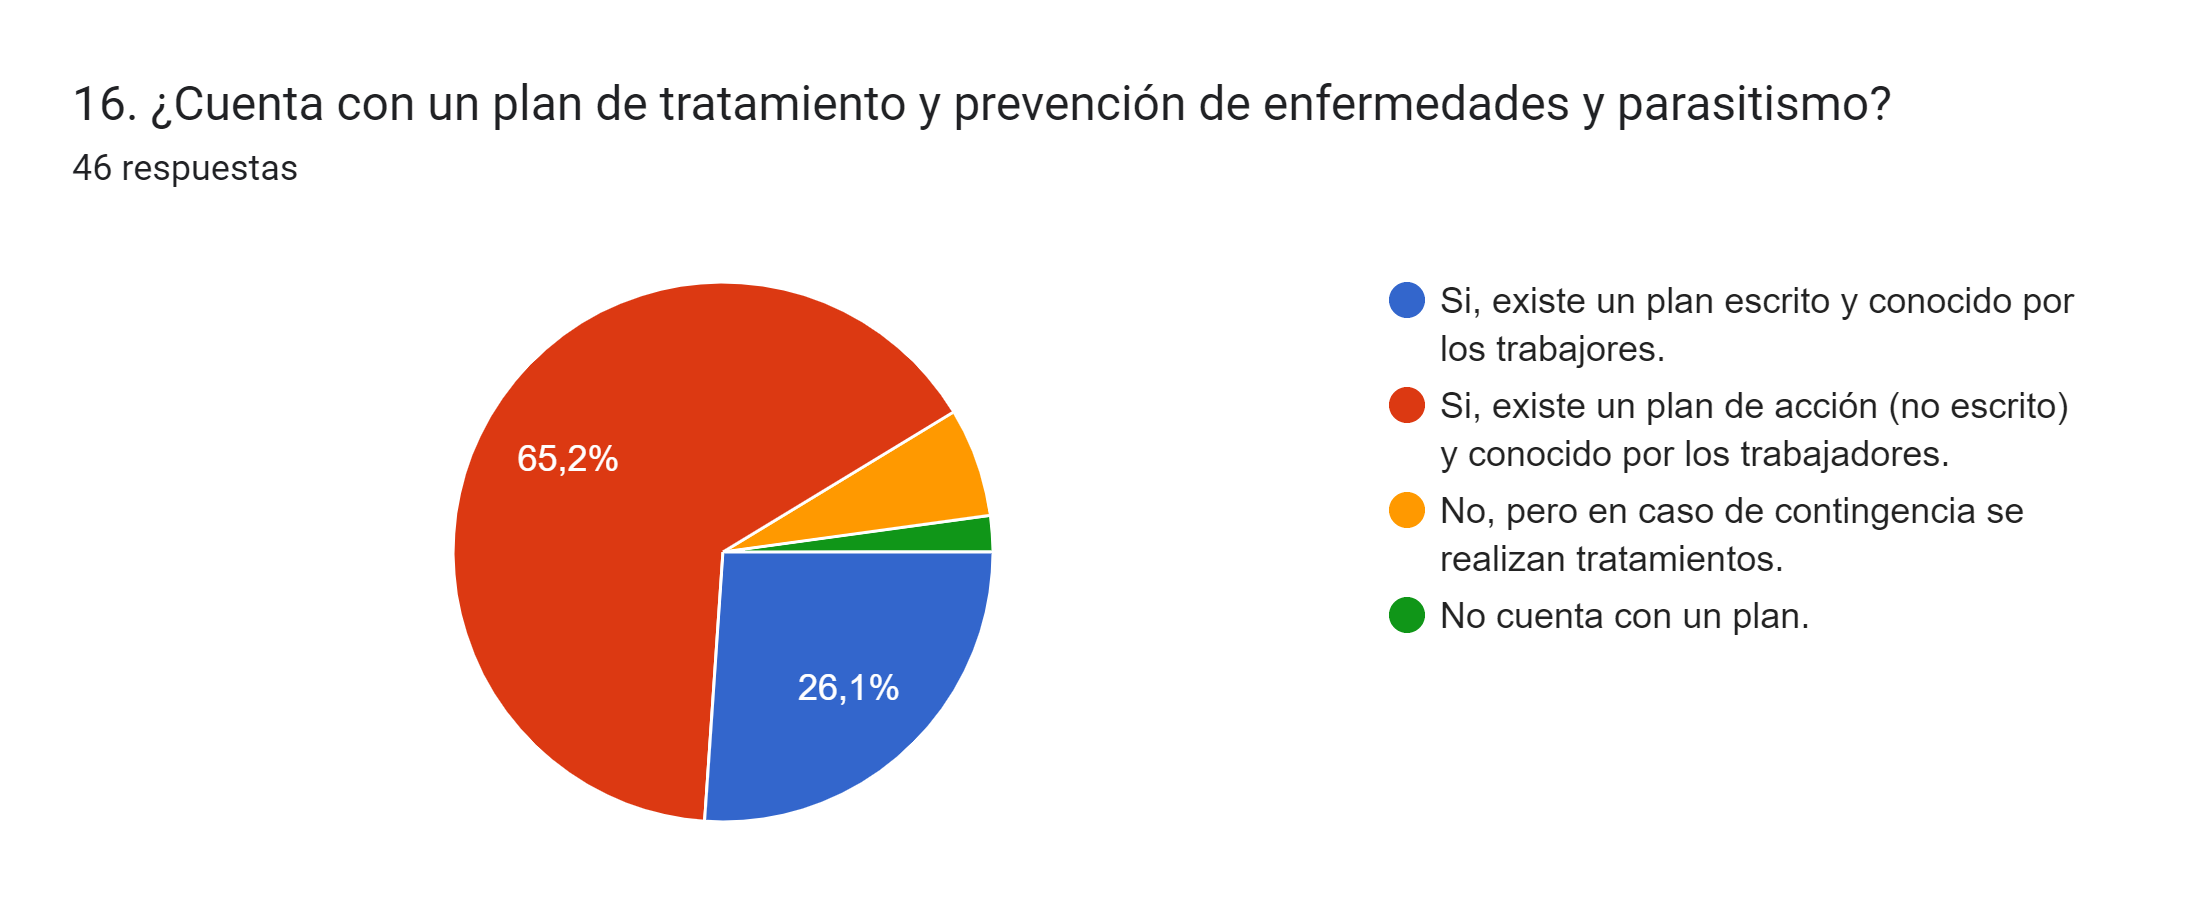 16. ¿Cuenta con un plan de tratamiento y prevención de enfermedades y parasitismo?
46 respuestas
65,2%
26,1%
Si, existe un plan escrito y conocido por
los trabajores.
Si, existe un plan de acción (no escrito)
y conocido por los trabajadores.
No, pero en caso de contingencia se
realizan tratamientos.
No cuenta con un plan.